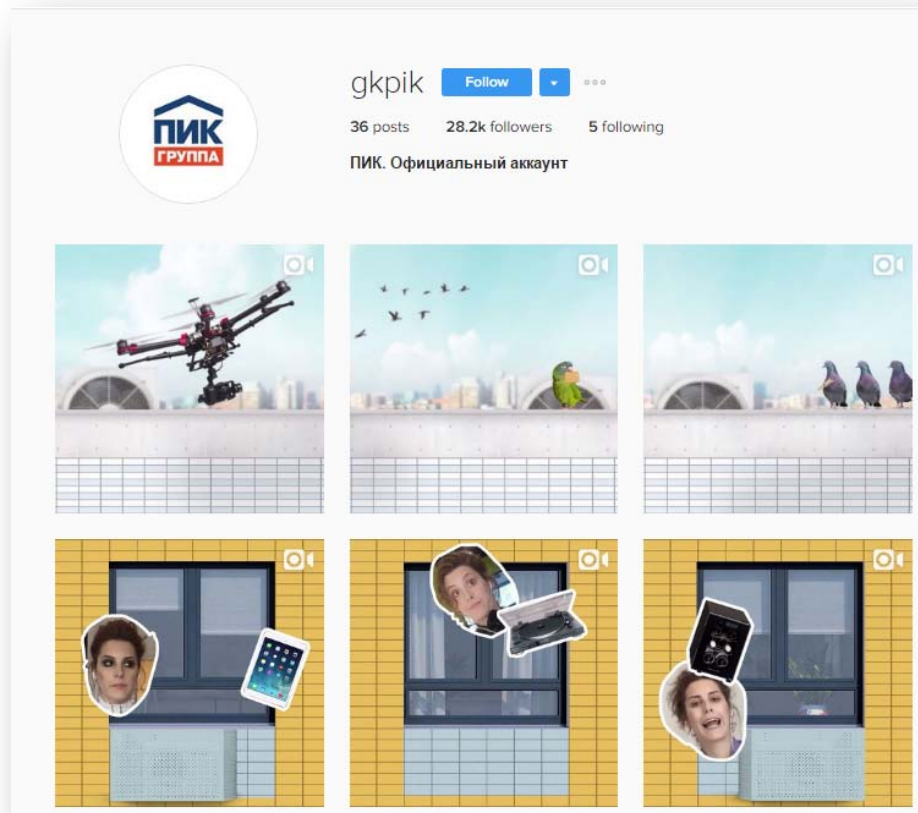 gkpik Follow
36 posts 28.2k followers 5 following
ПИК. Официальный аккаунт
ПИК
ГРУППА